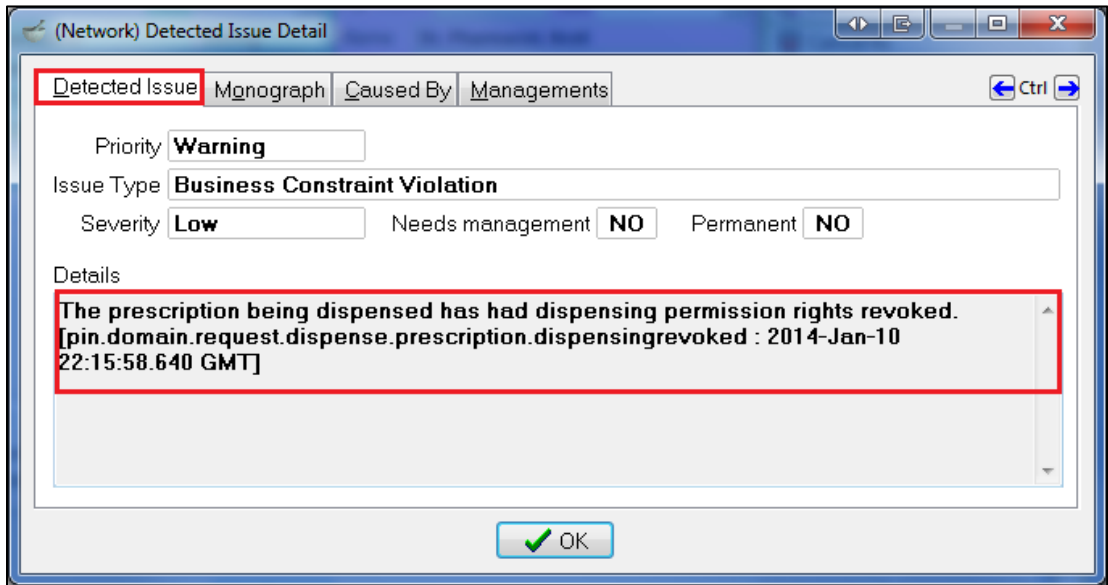 (Network) Detected Issue Detail
Detected Issue Monograph Caused By Managements Ctrl
Priority Warning
Issue Type Business Constraint Violation
Severity Low Needs management NO Permanent NO
Details
The prescription being dispensed has had dispensing permission rights revoked.
[pin.domain.request.dispense.prescription.dispensingrevoked : 2014-Jan-10
22:15:58.640 GMT]
OK